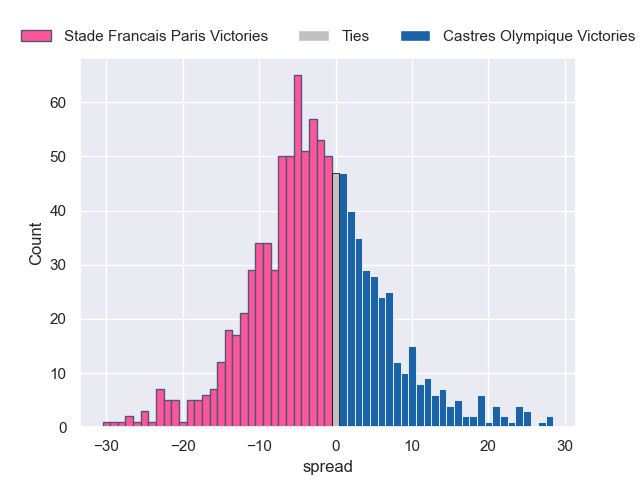 Stade Francais Paris Victories Ties Castres Olympique Victories
60
50
40
30
20
10
0
Count
−30 −20 −10 0 10 20 30
spread